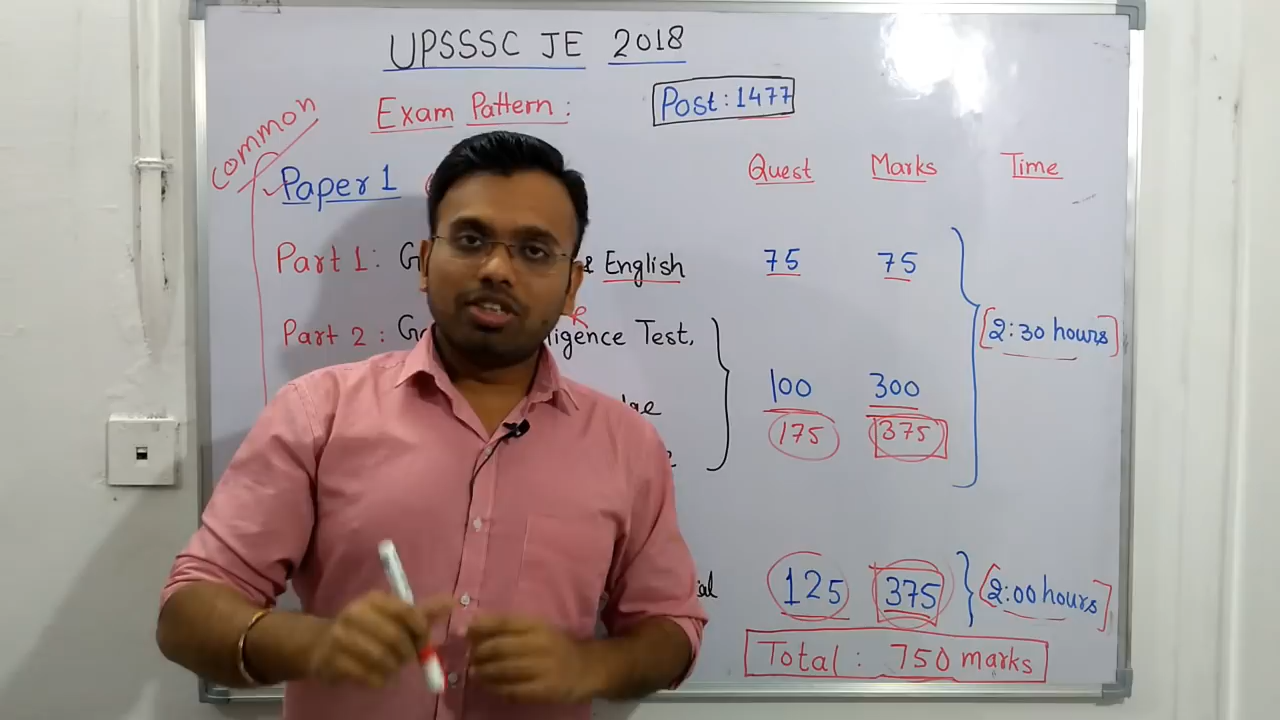 UPSSSC JE 2018
Exam Pattern : Post : 1477
common
Paper 1 Quest Marks Time
Part 1 : & English 75 75
Part 2 : Test, [2:30 hours]
100 300
175 375
125 375 [2:00 hours]
Total : 750 marks